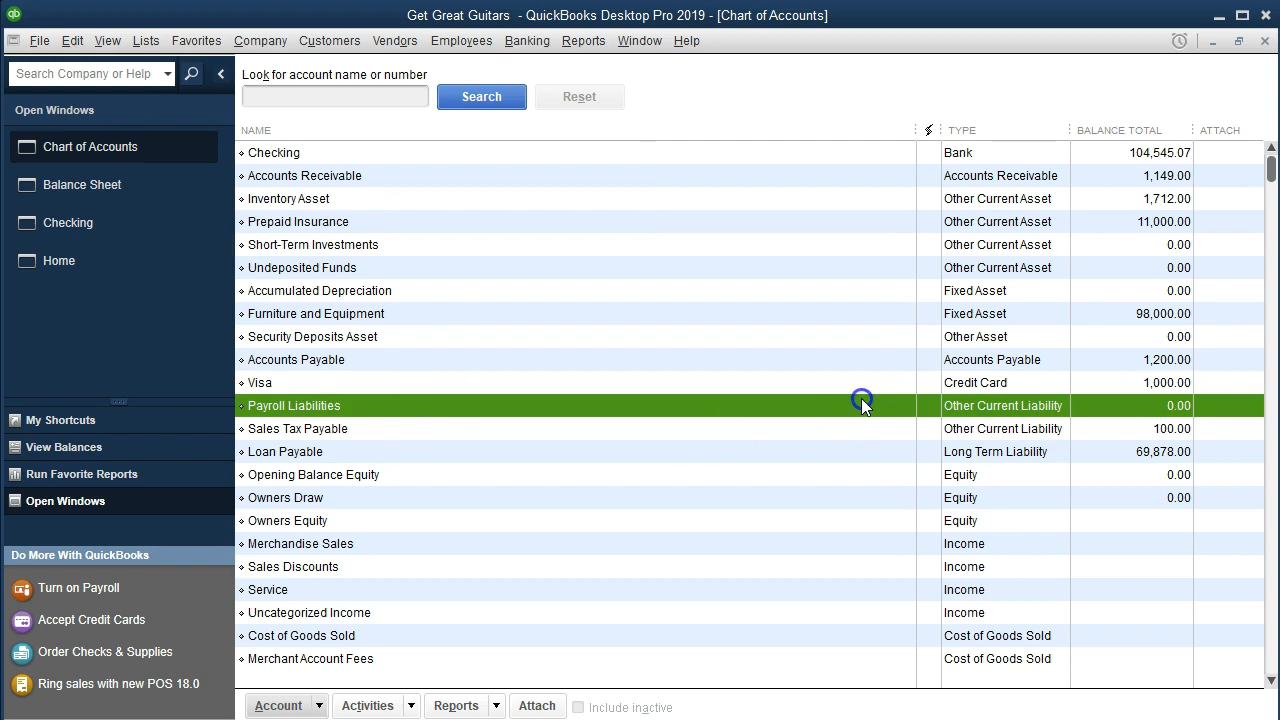 Get Great Guitars - QuickBooks Desktop Pro 2019 - [Chart of Accounts]
File Edit View Lists Favorites Company Customers Vendors Employees Banking Reports Window Help
Search Company or Help
Open Windows
Chart of Accounts
Balance Sheet
Checking
Home
My Shortcuts
View Balances
Run Favorite Reports
Open Windows
Do More With QuickBooks
Turn on Payroll
Accept Credit Cards
Order Checks & Supplies
Ring sales with new POS 18.0
Look for account name or number
Search Reset
NAME TYPE BALANCE TOTAL ATTACH
Checking Bank 104,545.07
Accounts Receivable Accounts Receivable 1,149.00
Inventory Asset Other Current Asset 1,712.00
Prepaid Insurance Other Current Asset 11,000.00
Short-Term Investments Other Current Asset 0.00
Undeposited Funds Other Current Asset 0.00
Accumulated Depreciation Fixed Asset 0.00
Furniture and Equipment Fixed Asset 98,000.00
Security Deposits Asset Other Asset 0.00
Accounts Payable Accounts Payable 1,200.00
Visa Credit Card 1,000.00
Payroll Liabilities Other Current Liability 0.00
Sales Tax Payable Other Current Liability 100.00
Loan Payable Long Term Liability 69,878.00
Opening Balance Equity Equity 0.00
Owners Draw Equity 0.00
Owners Equity Equity
Merchandise Sales Income
Sales Discounts Income
Service Income
Uncategorized Income Income
Cost of Goods Sold Cost of Goods Sold
Merchant Account Fees Cost of Goods Sold
Account Activities Reports Attach Include inactive